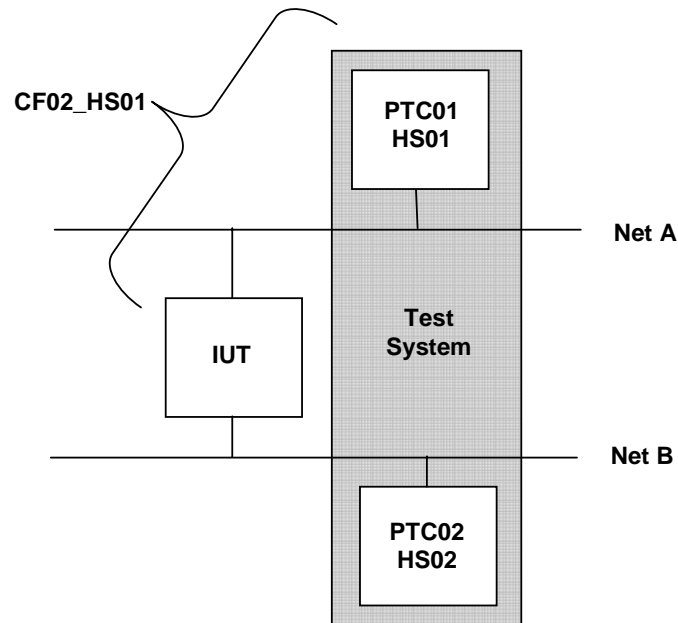 CF02_HS01
PTC01
HS01
Net A
IUT
Test
System
Net B
PTC02
HS02